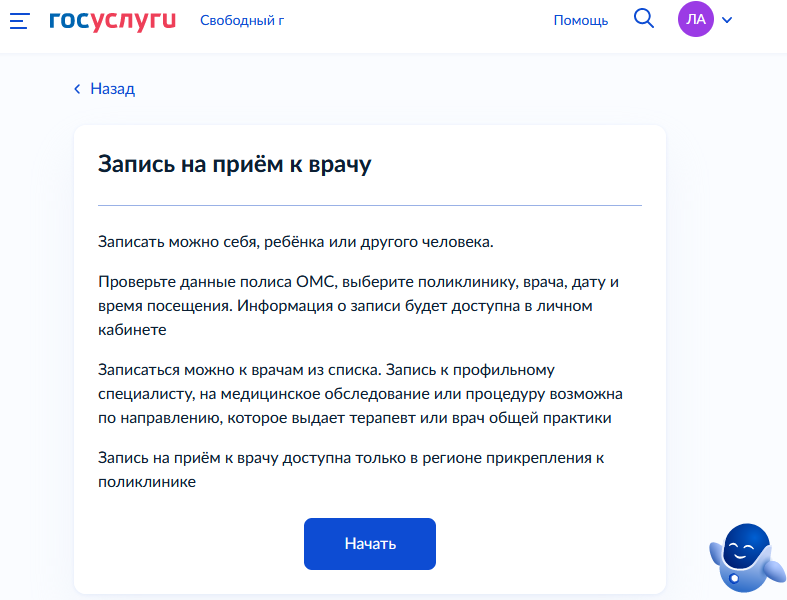 госуслуги
Свободный г
Помощь
ЛА
Назад
Запись на приём к врачу
Записать можно себя, ребёнка или другого человека.
Проверьте данные полиса ОМС, выберите поликлинику, врача, дату и
время посещения. Информация о записи будет доступна в личном
кабинете
Записаться можно к врачам из списка. Запись к профильному
специалисту, на медицинское обследование или процедуру возможна
по направлению, которое выдает терапевт или врач общей практики
Запись на приём к врачу доступна только в регионе прикрепления к
поликлинике
Начать